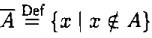 A̅ ≝ {x | x ∉ A}